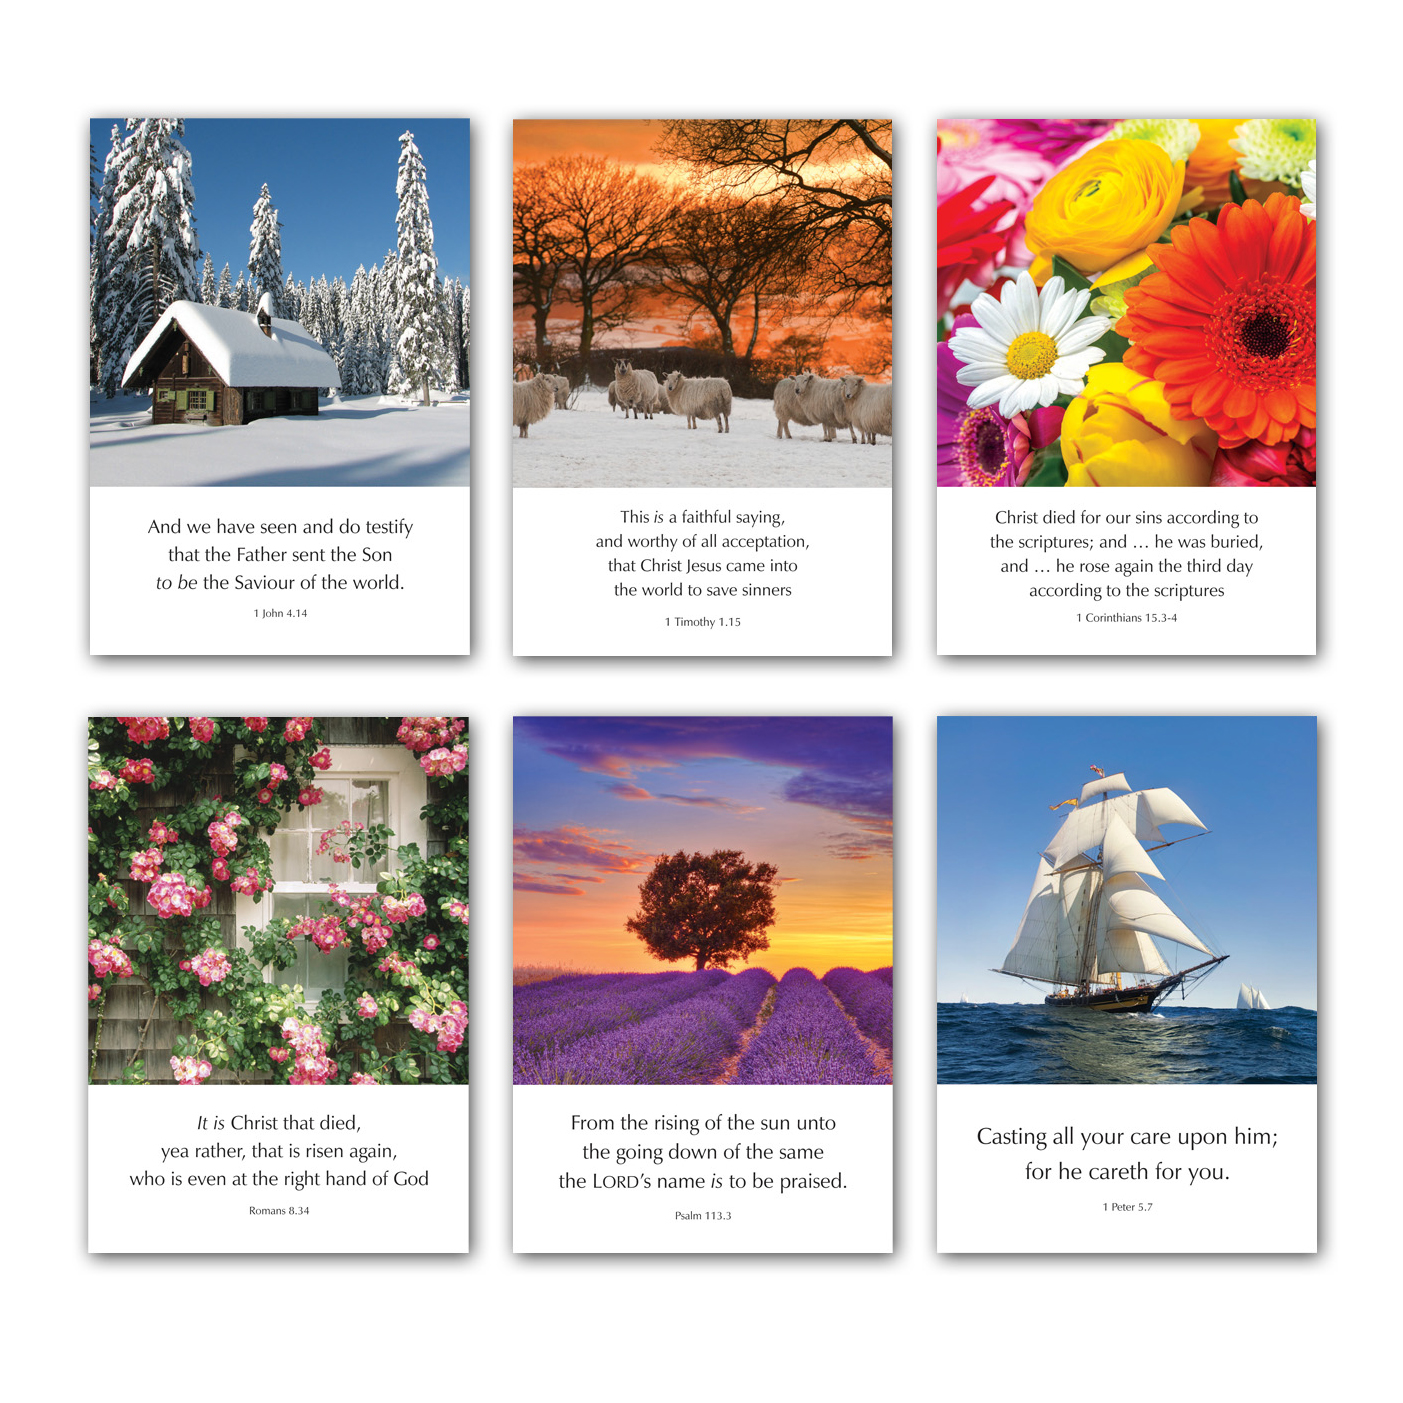 And we have seen and do testify
that the Father sent the Son
to be the Saviour of the world.
1 John 4.14
This is a faithful saying,
and worthy of all acceptation,
that Christ Jesus came into
the world to save sinners
1 Timothy 1.15
Christ died for our sins according to
the scriptures; and … he was buried,
and … he rose again the third day
according to the scriptures
1 Corinthians 15.3-4
It is Christ that died,
yea rather, that is risen again,
who is even at the right hand of God
Romans 8.34
From the rising of the sun unto
the going down of the same
the LORD’s name is to be praised.
Psalm 113.3
Casting all your care upon him;
for he careth for you.
1 Peter 5.7